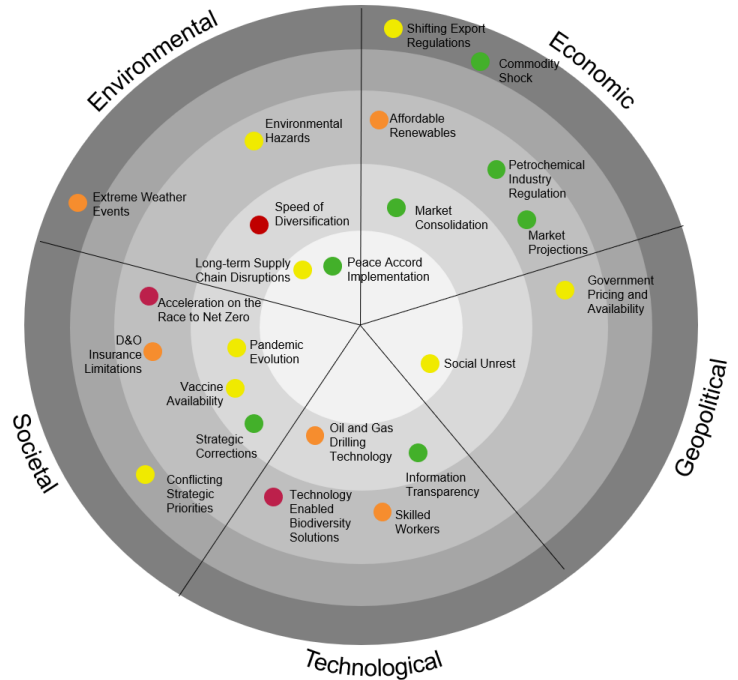 Environmental
Economic
Shifting Export
Regulations
Commodity
Shock
Affordable
Renewables
Environmental
Hazards
Petrochemical
Industry
Regulation
Extreme Weather
Events
Speed of
Diversification
Market
Consolidation
Market
Projections
Long-term Supply
Chain Disruptions
Peace Accord
Implementation
Government
Pricing and
Availability
Acceleration on the
Race to Net Zero
D&O
Insurance
Limitations
Pandemic
Evolution
Social Unrest
Vaccine
Availability
Strategic
Corrections
Oil and Gas
Drilling
Technology
Information
Transparency
Conflicting
Strategic
Priorities
Technology
Enabled
Biodiversity
Solutions
Skilled
Workers
Societal
Geopolitical
Technological